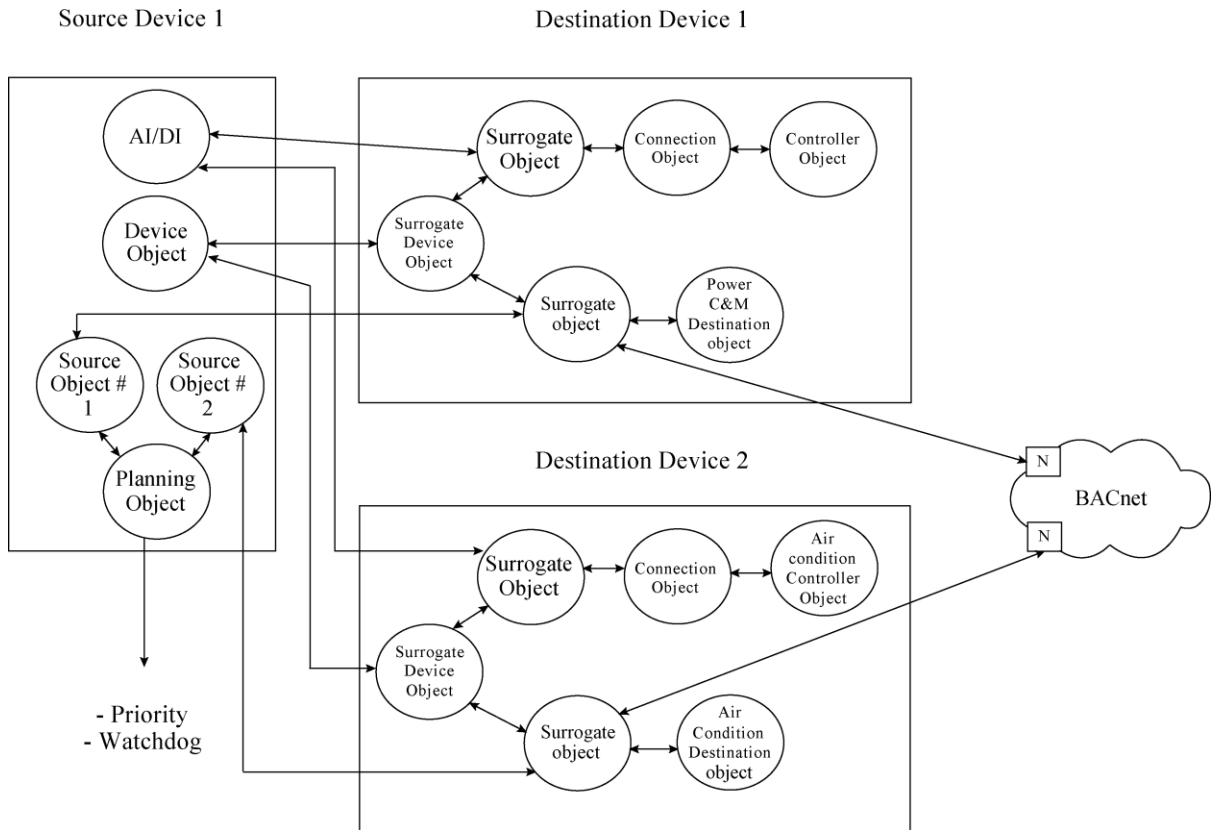 Source Device 1
Destination Device 1
AI/DI
Device
Object
Source
Object #
1
Source
Object #
2
Planning
Object
- Priority
- Watchdog
Surrogate
Object
Connection
Object
Controller
Object
Surrogate
Device
Object
Surrogate
object
Power
C&M
Destination
object
Destination Device 2
Surrogate
Object
Connection
Object
Air
condition
Controller
Object
Surrogate
Device
Object
Surrogate
object
Air
Condition
Destination
object
N
BACnet
N